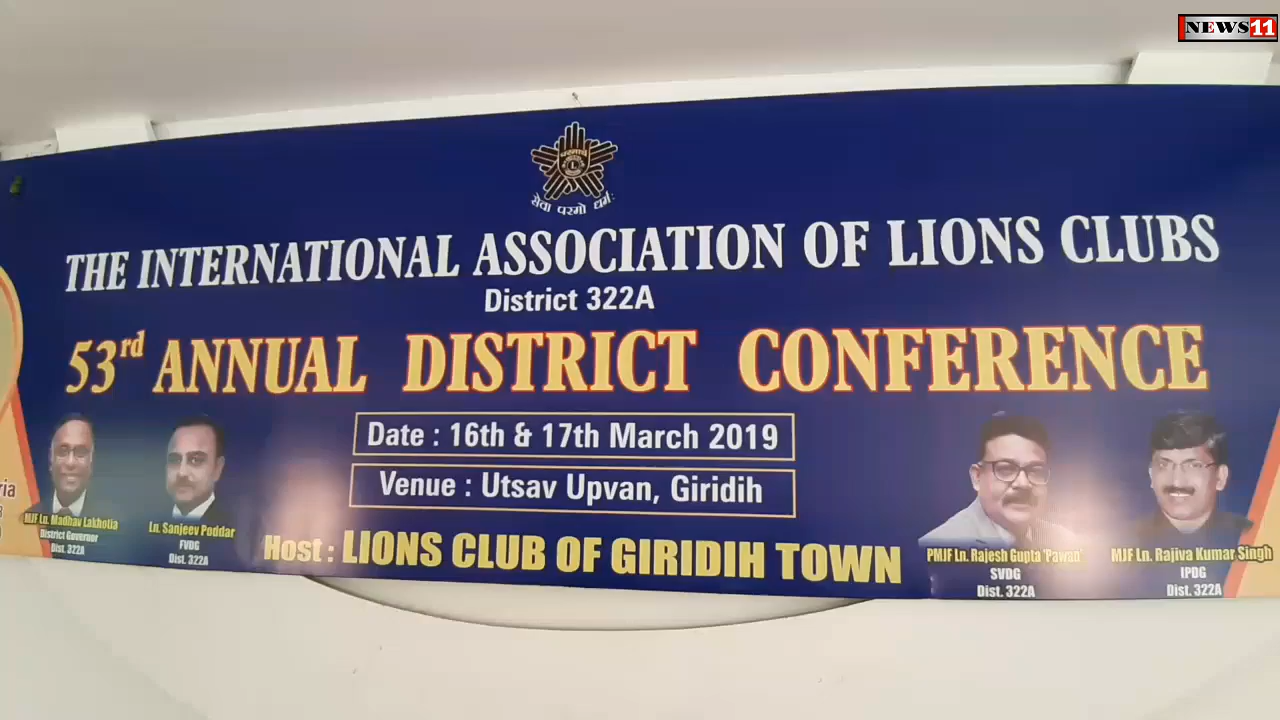 NEWS11
सेवा परमो धर्म:
THE INTERNATIONAL ASSOCIATION OF LIONS CLUBS
District 322A
53rd ANNUAL DISTRICT CONFERENCE
Date : 16th & 17th March 2019
Venue : Utsav Upvan, Giridih
Host : LIONS CLUB OF GIRIDIH TOWN
MJF Ln. Madhav Lakhotia
District Governor
Dist. 322A
Ln. Sanjeev Poddar
FVDG
Dist. 322A
PMJF Ln. Rajesh Gupta 'Pawan'
SVDG
Dist. 322A
MJF Ln. Rajiva Kumar Singh
IPDG
Dist. 322A